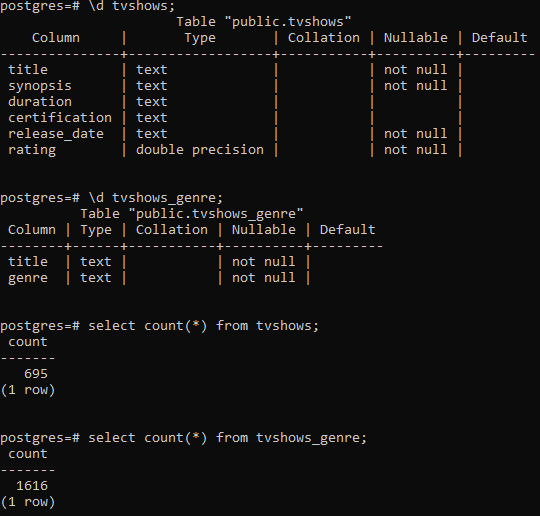 postgres=# \d tvshows;
                      Table "public.tvshows"
    Column     |       Type       | Collation | Nullable | Default
---------------+------------------+-----------+----------+---------
 title         | text             |           | not null |
 synopsis      | text             |           | not null |
 duration      | text             |           |          |
 certification | text             |           |          |
 release_date  | text             |           | not null |
 rating        | double precision |           | not null |
postgres=# \d tvshows_genre;
          Table "public.tvshows_genre"
 Column | Type | Collation | Nullable | Default
--------+------+-----------+----------+---------
 title  | text |           | not null |
 genre  | text |           | not null |
postgres=# select count(*) from tvshows;
 count
-------
   695
(1 row)
postgres=# select count(*) from tvshows_genre;
 count
-------
  1616
(1 row)